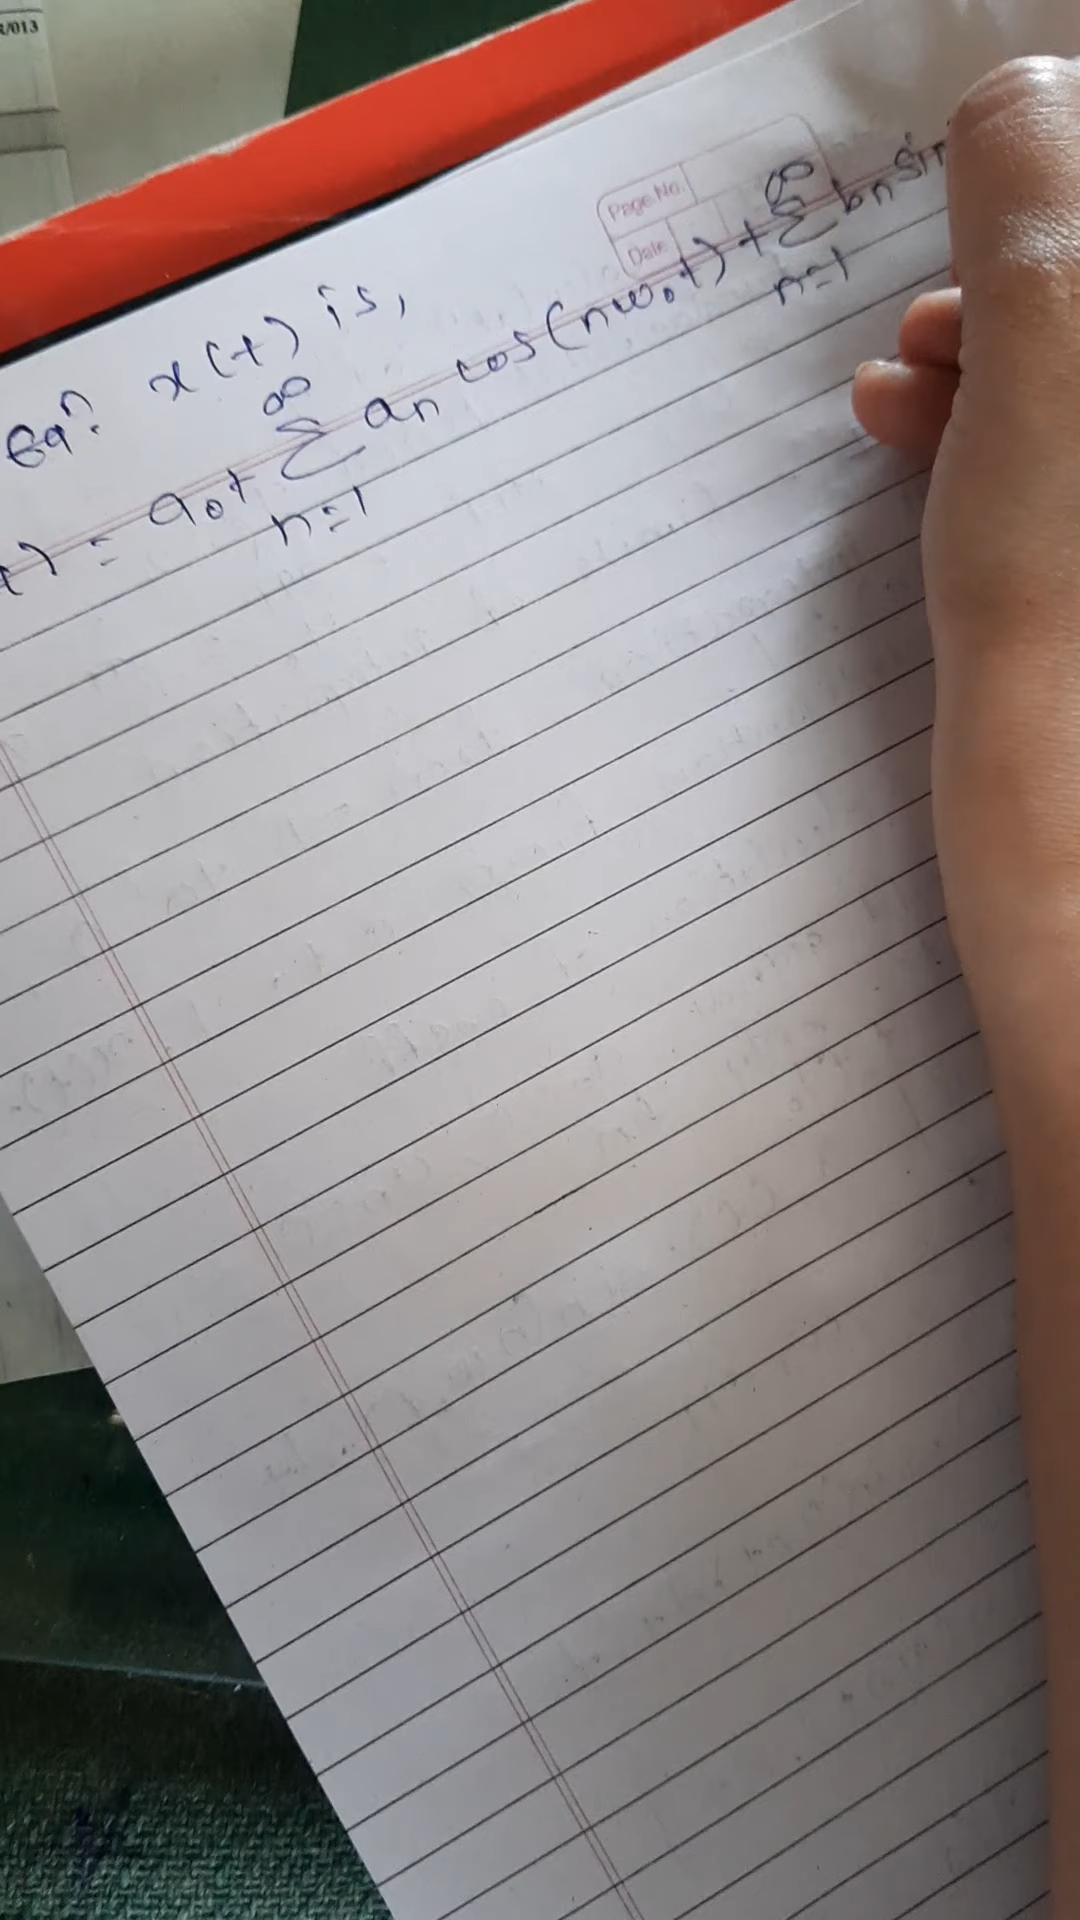 R/013
Page No.
Date
Eqⁿ: x(t) is,
t) = a₀ + ∞ Σ n=1 aₙ cos(nω₀t) + ∞ Σ n=1 bₙ sin